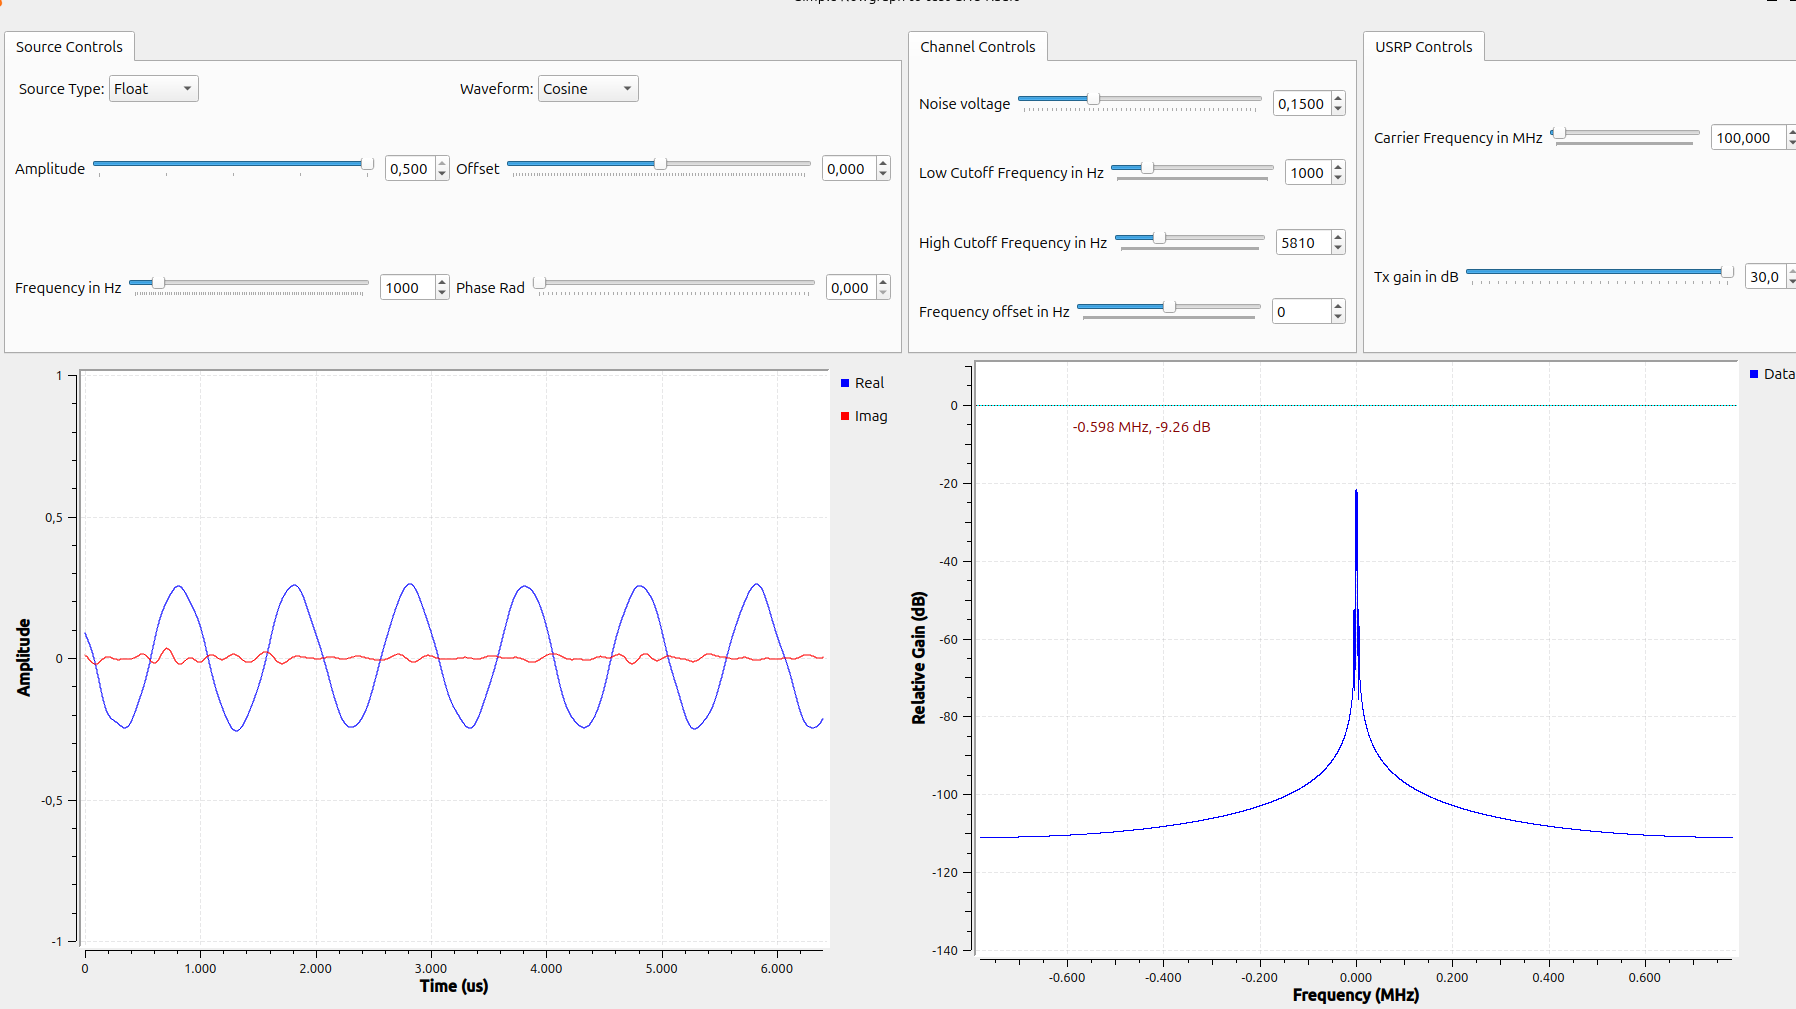 Source Controls
Source Type: Float
Waveform: Cosine
Amplitude 0,500
Offset 0,000
Frequency in Hz 1000
Phase Rad 0,000
Channel Controls
Noise voltage 0,1500
Low Cutoff Frequency in Hz 1000
High Cutoff Frequency in Hz 5810
Frequency offset in Hz 0
USRP Controls
Carrier Frequency in MHz 100,000
Tx gain in dB 30,0
1
0,5
0
-0,5
-1
Amplitude
0 1.000 2.000 3.000 4.000 5.000 6.000
Time (us)
Real
Imag
0
-20
-40
-60
-80
-100
-120
-140
Relative Gain (dB)
-0.598 MHz, -9.26 dB
-0.600 -0.400 -0.200 0.000 0.200 0.400 0.600
Frequency (MHz)
Data